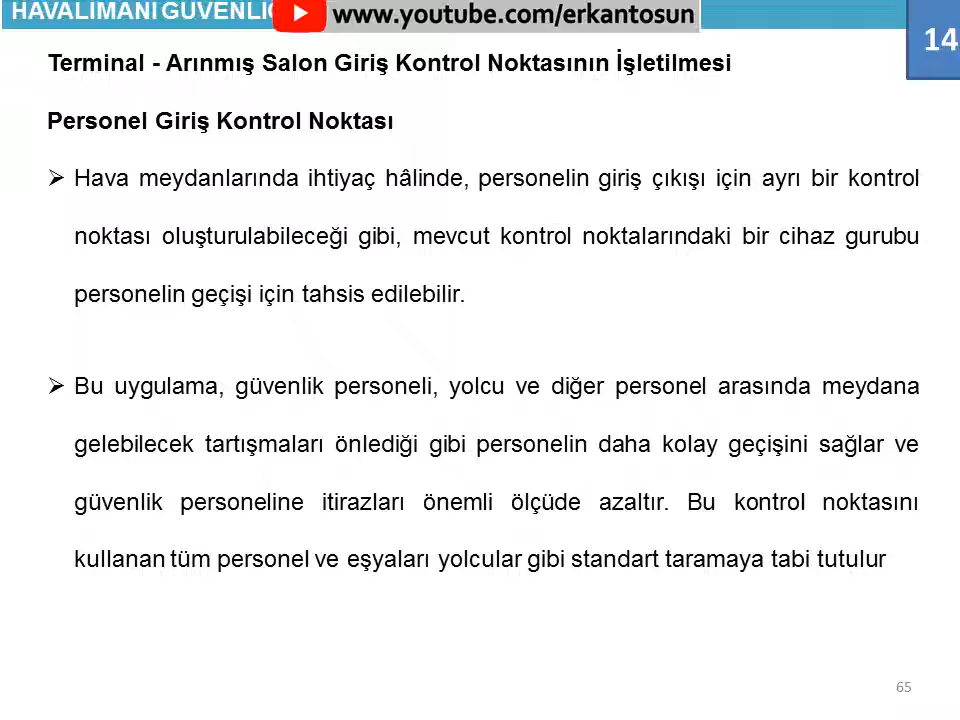 HAVALİMANI GÜVENLİĞ
www.youtube.com/erkantosun
14
Terminal - Arınmış Salon Giriş Kontrol Noktasının İşletilmesi
Personel Giriş Kontrol Noktası
➢ Hava meydanlarında ihtiyaç hâlinde, personelin giriş çıkışı için ayrı bir kontrol
noktası oluşturulabileceği gibi, mevcut kontrol noktalarındaki bir cihaz gurubu
personelin geçişi için tahsis edilebilir.
➢ Bu uygulama, güvenlik personeli, yolcu ve diğer personel arasında meydana
gelebilecek tartışmaları önlediği gibi personelin daha kolay geçişini sağlar ve
güvenlik personeline itirazları önemli ölçüde azaltır. Bu kontrol noktasını
kullanan tüm personel ve eşyaları yolcular gibi standart taramaya tabi tutulur
65